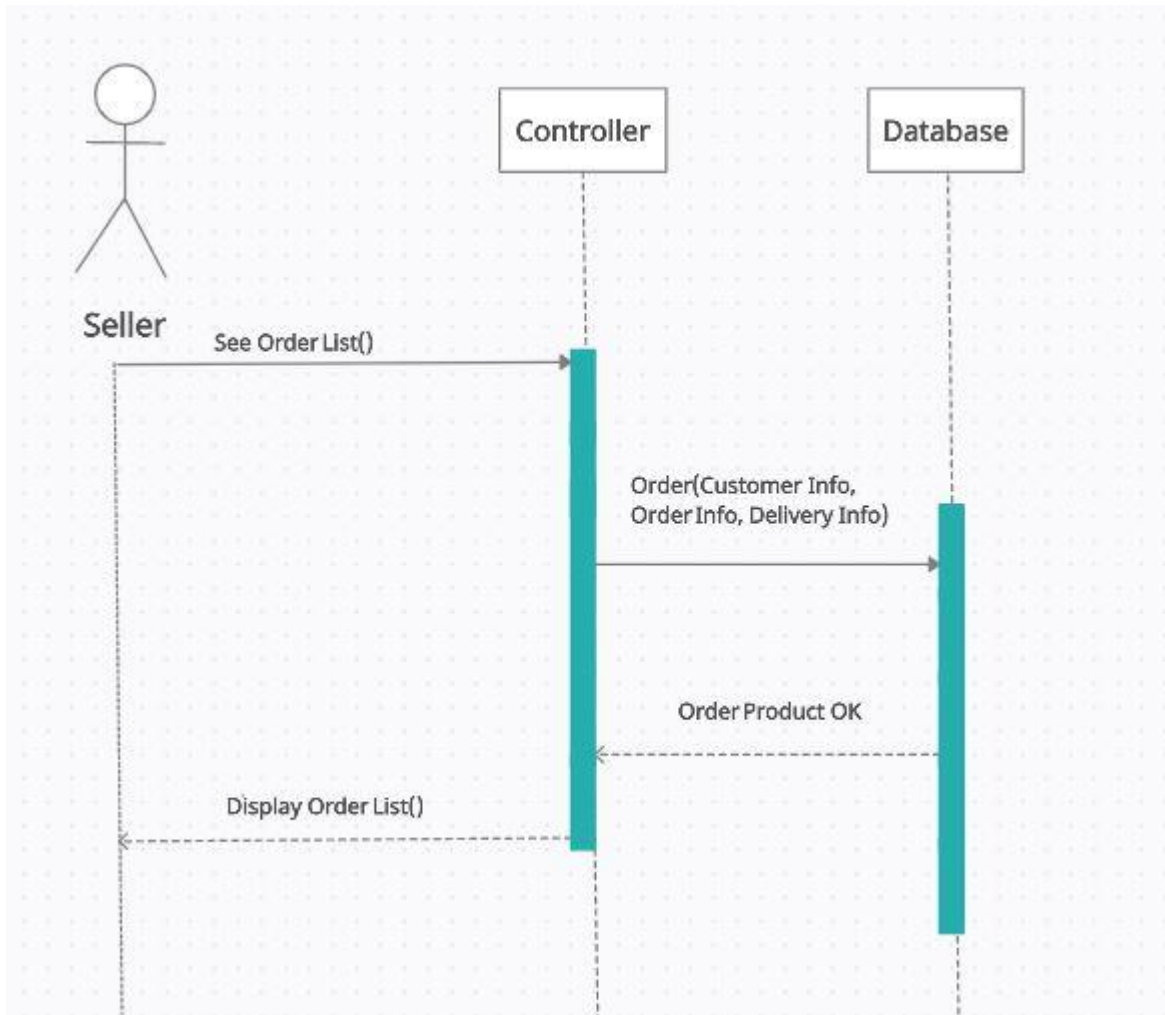 Controller
Database
Seller
See Order List()
Order(Customer Info,
Order Info, Delivery Info)
Order Product OK
Display Order List()